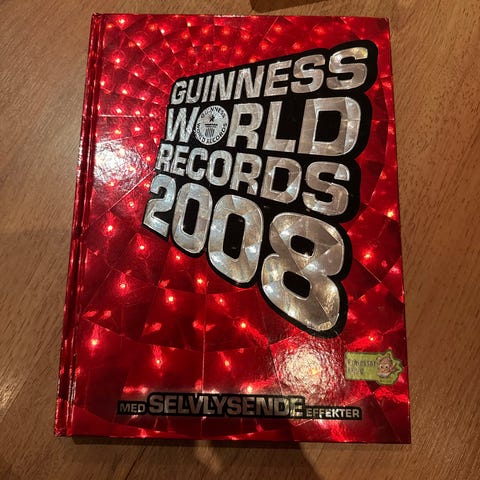 GUINNESS
WORLD
RECORDS
2008
MED SELVLYSENDE EFFEKTER